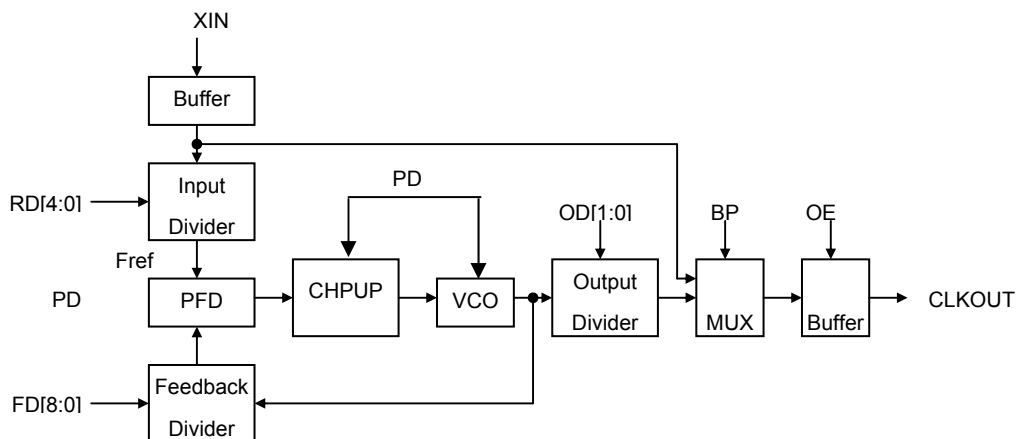 XIN
Buffer
Input
Divider
RD[4:0]
PD
OD[1:0]
BP
OE
Fref
PD
PFD
CHPUP
VCO
Output
Divider
MUX
Buffer
CLKOUT
FD[8:0]
Feedback
Divider